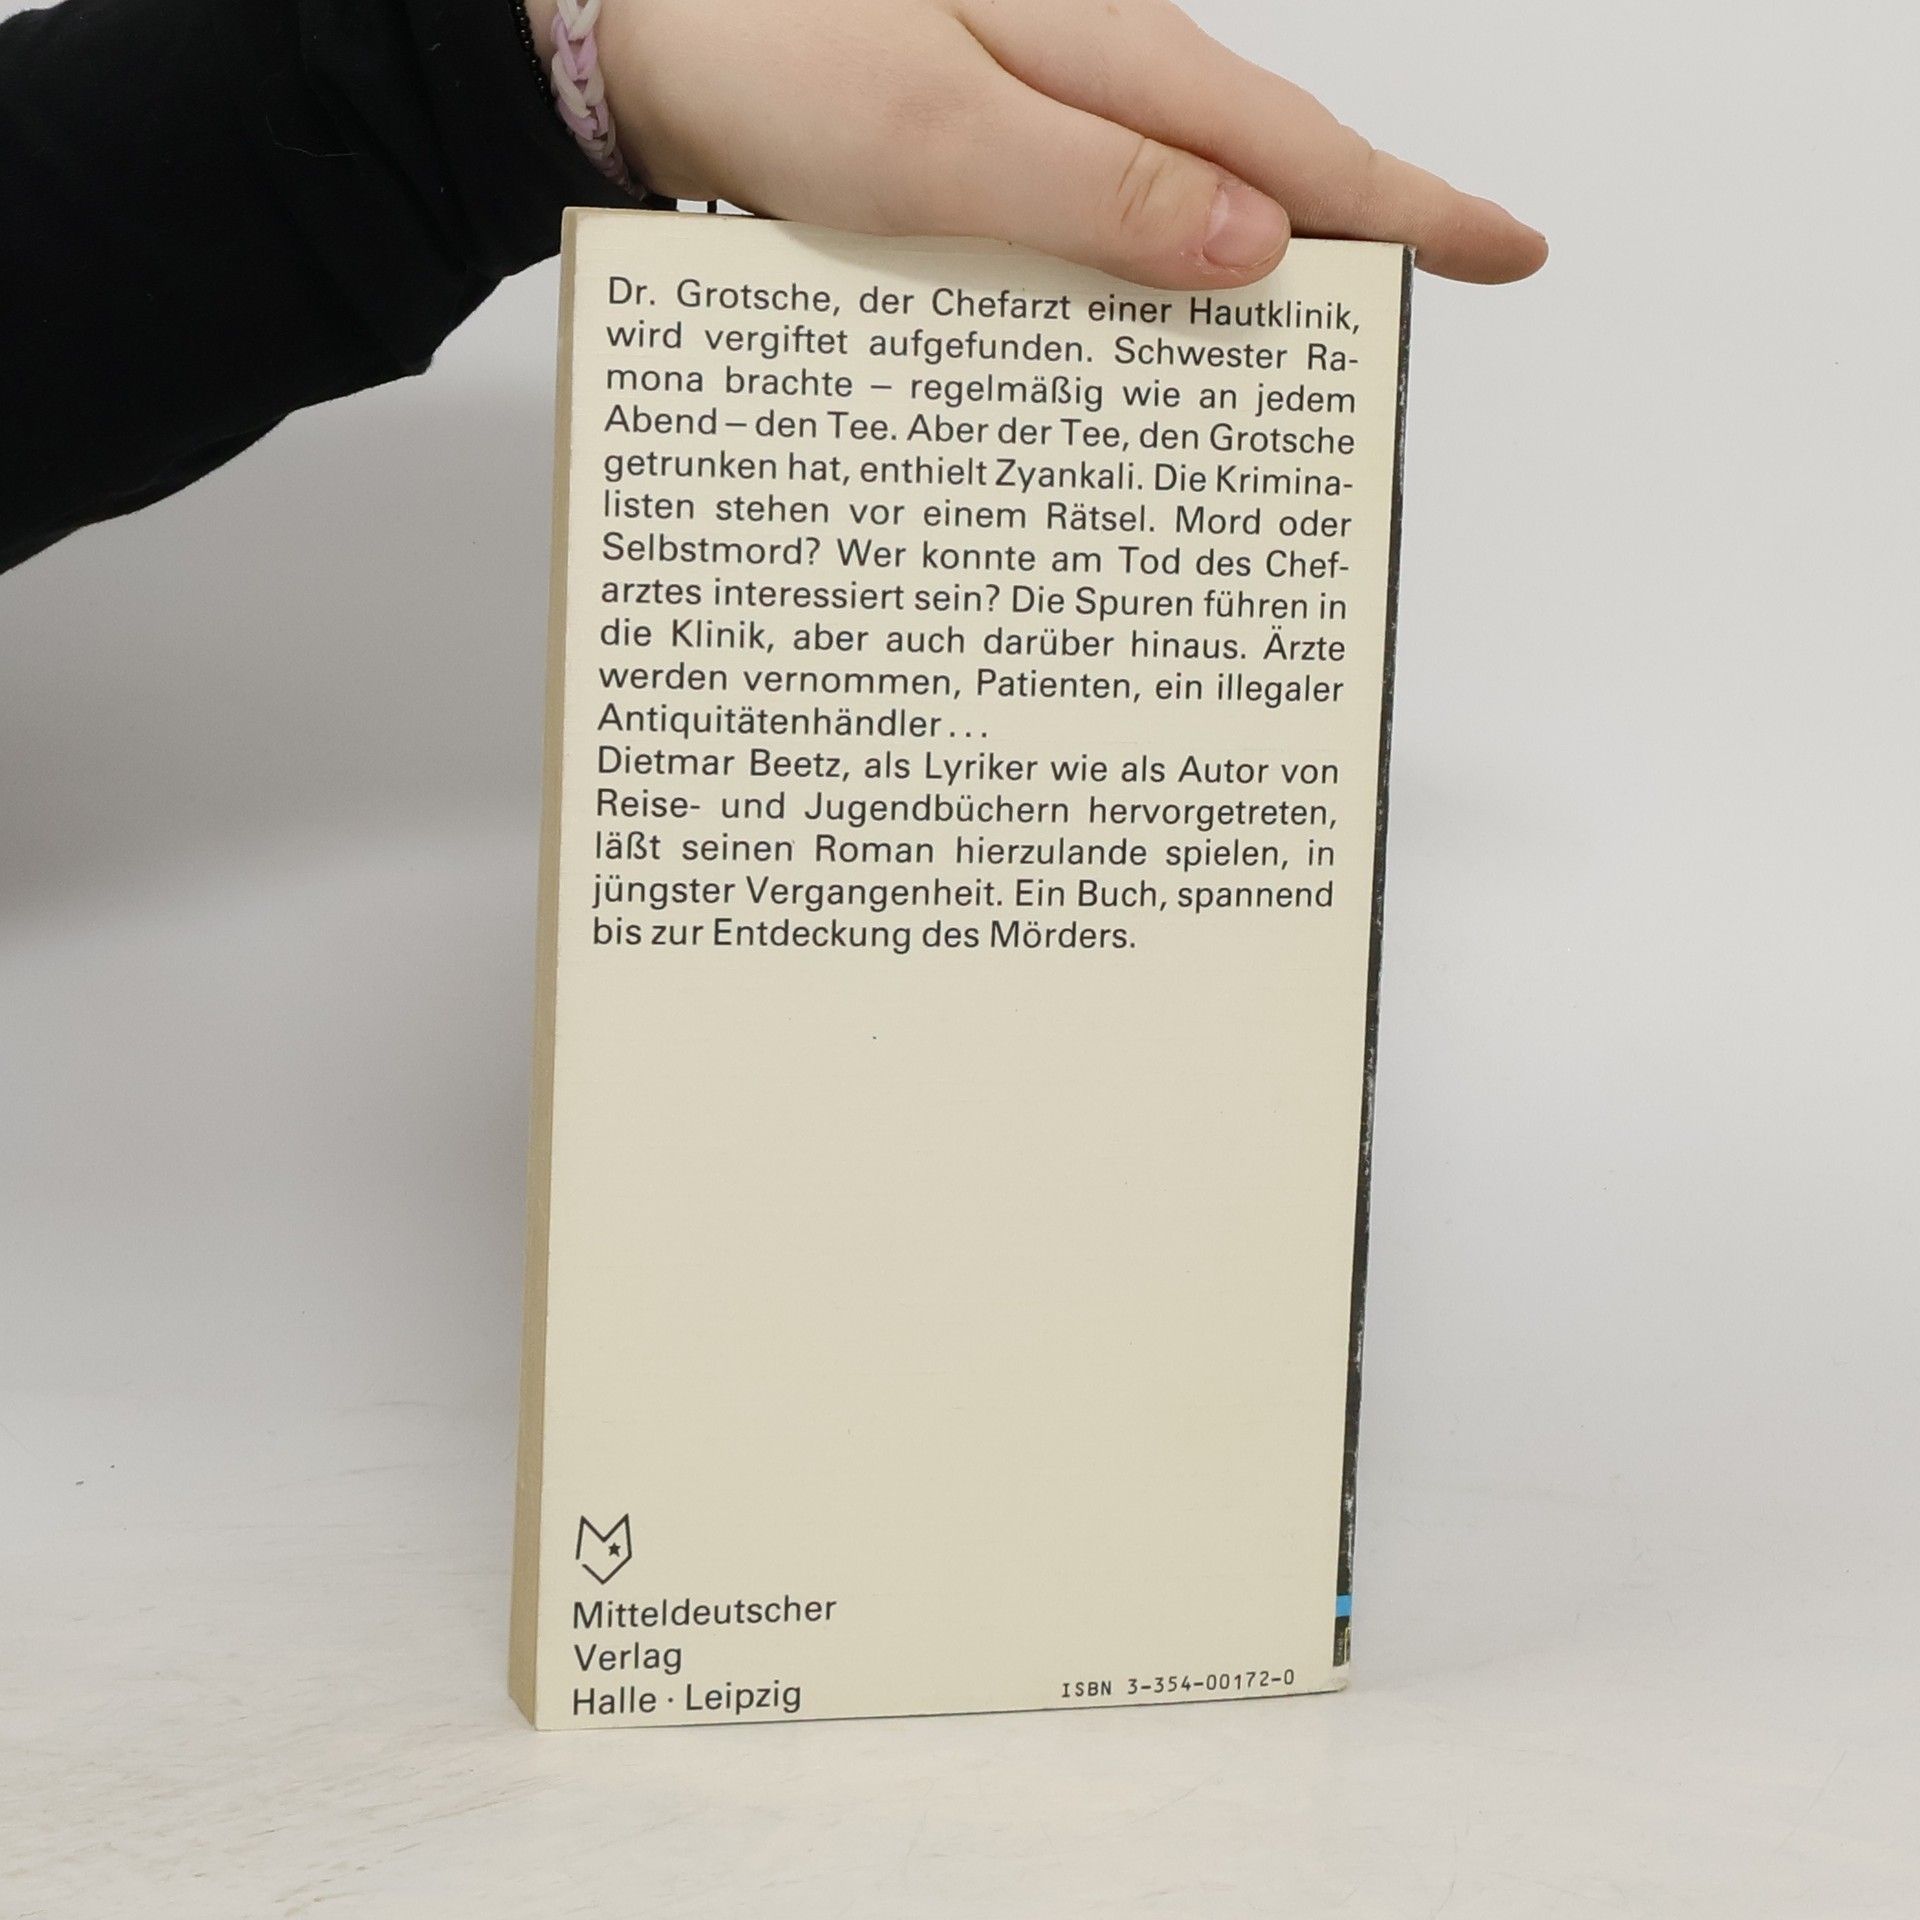 Dr. Grotsche, der Chefarzt einer Hautklinik,
wird vergiftet aufgefunden. Schwester Ra-
mona brachte – regelmäßig wie an jedem
Abend – den Tee. Aber der Tee, den Grotsche
getrunken hat, enthielt Zyankali. Die Krimina-
listen stehen vor einem Rätsel. Mord oder
Selbstmord? Wer konnte am Tod des Chef-
arztes interessiert sein? Die Spuren führen in
die Klinik, aber auch darüber hinaus. Ärzte
werden vernommen, Patienten, ein illegaler
Antiquitätenhändler...
Dietmar Beetz, als Lyriker wie als Autor von
Reise- und Jugendbüchern hervorgetreten,
läßt seinen Roman hierzulande spielen, in
jüngster Vergangenheit. Ein Buch, spannend
bis zur Entdeckung des Mörders.
Mitteldeutscher
Verlag
Halle · Leipzig
ISBN 3-354-00172-0